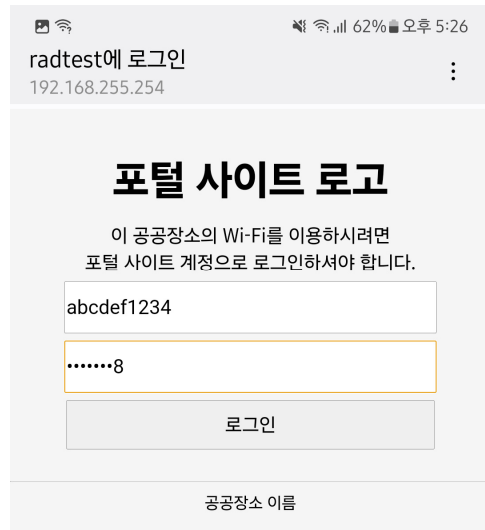 62% 오후 5:26
radtest에 로그인
192.168.255.254
포털 사이트 로고
이 공공장소의 Wi-Fi를 이용하시려면
포털 사이트 계정으로 로그인하셔야 합니다.
abcdef1234
•••••••8
로그인
공공장소 이름